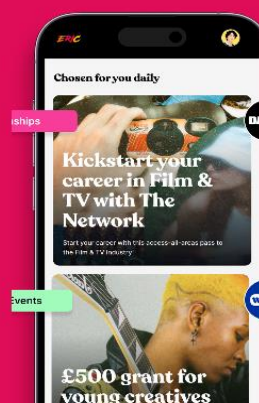 ERIC
Chosen for you daily
Kickstart your
career in Film &
TV with The
Network
Start your career with this access-all-areas pass to
the Film & TV Industry
Events
£500 grant for
young creatives